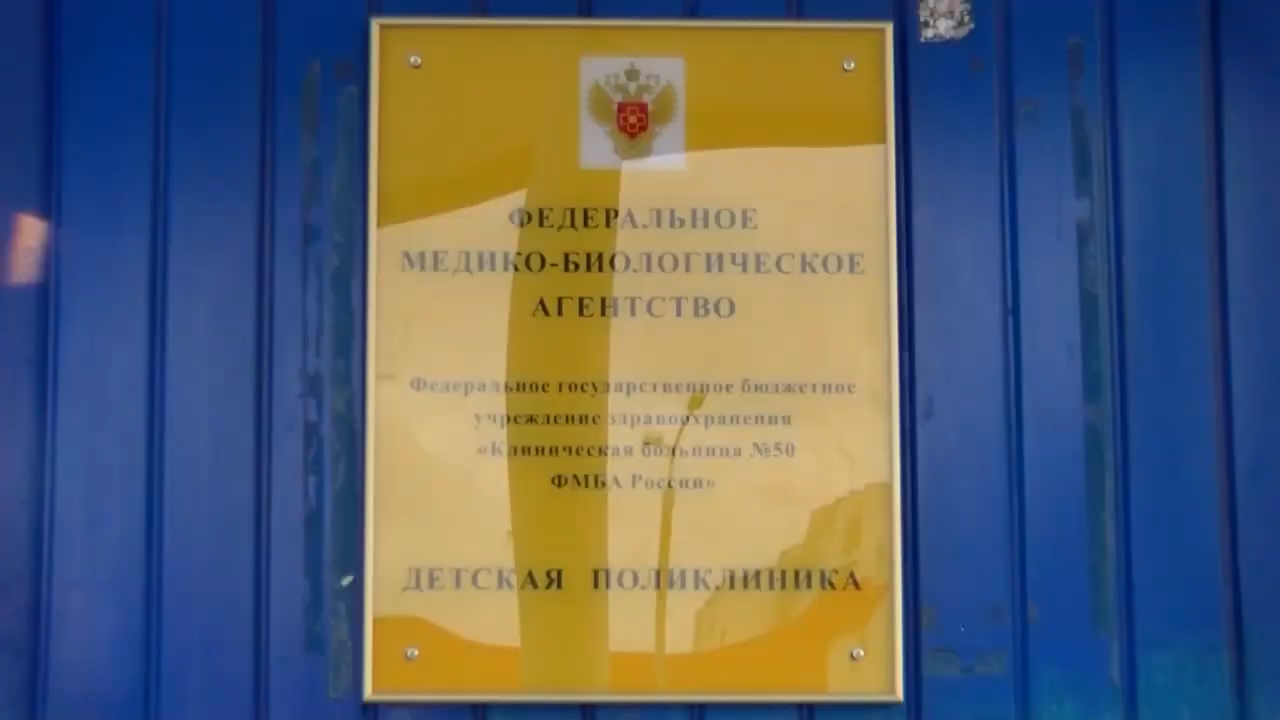 ФЕДЕРАЛЬНОЕ
МЕДИКО-БИОЛОГИЧЕСКОЕ
АГЕНТСТВО
Федеральное государственное бюджетное
учреждение здравоохранения
«Клиническая больница №50
ФМБА России»
ДЕТСКАЯ ПОЛИКЛИНИКА